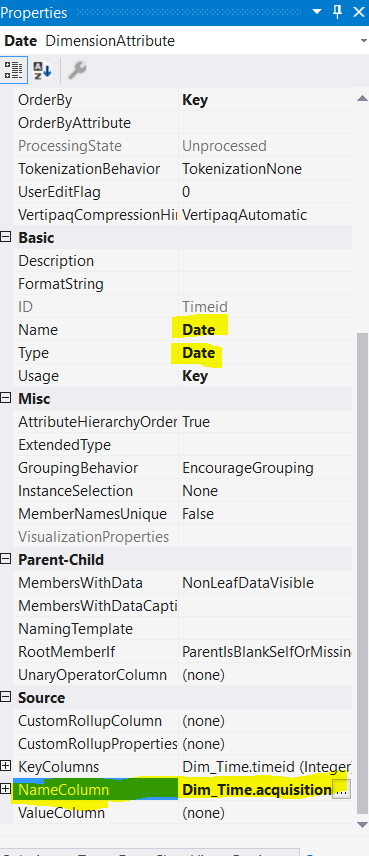 Properties
Date DimensionAttribute
OrderBy Key
OrderByAttribute
ProcessingState Unprocessed
TokenizationBehavior TokenizationNone
UserEditFlag 0
VertipaqCompressionHin VertipaqAutomatic
Basic
Description
FormatString
ID Timeid
Name Date
Type Date
Usage Key
Misc
AttributeHierarchyOrder True
ExtendedType
GroupingBehavior EncourageGrouping
InstanceSelection None
MemberNamesUnique False
VisualizationProperties
Parent-Child
MembersWithData NonLeafDataVisible
MembersWithDataCapti
NamingTemplate
RootMemberIf ParentIsBlankSelfOrMissin
UnaryOperatorColumn (none)
Source
CustomRollupColumn (none)
CustomRollupProperties (none)
KeyColumns Dim_Time.timeid (Integer)
NameColumn Dim_Time.acquisition ...
ValueColumn (none)